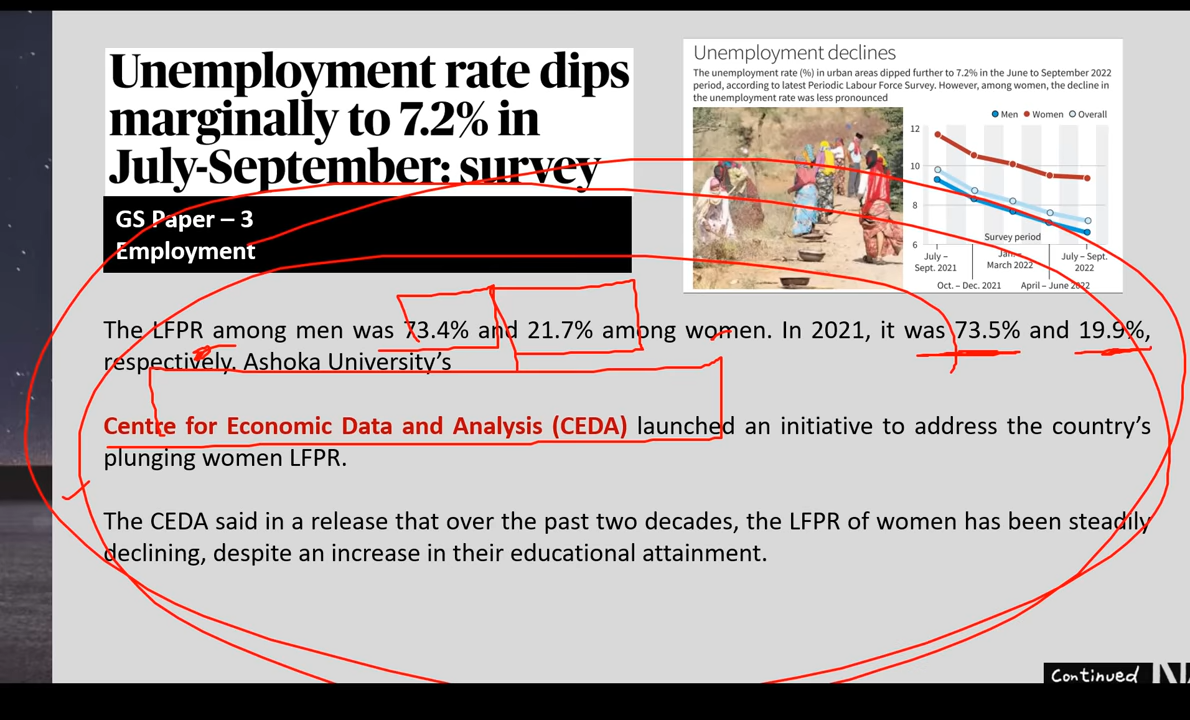 Unemployment rate dips
marginally to 7.2% in
July-September: survey
GS Paper – 3
Employment
Unemployment declines
The unemployment rate (%) in urban areas dipped further to 7.2% in the June to September 2022
period, according to latest Periodic Labour Force Survey. However, among women, the decline in
the unemployment rate was less pronounced
Men Women Overall
12
10
8
6
Survey period
July –
Sept. 2021
Oct. – Dec. 2021
Jan. –
March 2022
April – June 2022
July – Sept.
2022
The LFPR among men was 73.4% and 21.7% among women. In 2021, it was 73.5% and 19.9%,
respectively. Ashoka University’s
Centre for Economic Data and Analysis (CEDA) launched an initiative to address the country’s
plunging women LFPR.
The CEDA said in a release that over the past two decades, the LFPR of women has been steadily
declining, despite an increase in their educational attainment.
Continued